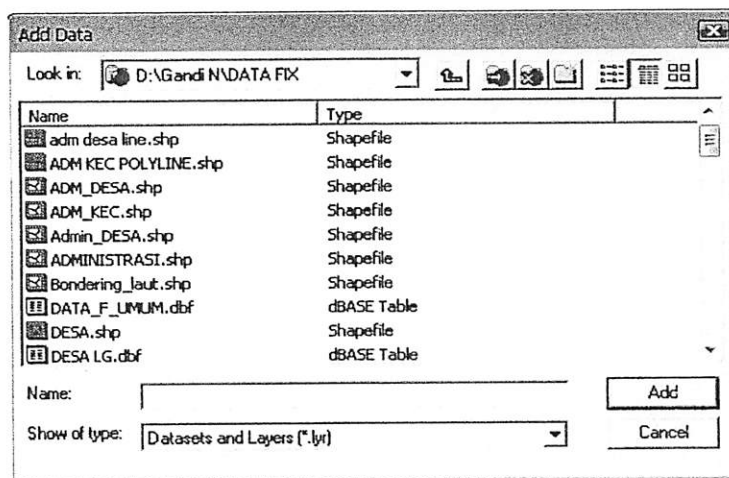 Add Data
Look in: D:\Gandi N\DATA FIX
Name Type
adm desa line.shp Shapefile
ADM KEC POLYLINE.shp Shapefile
ADM_DESA.shp Shapefile
ADM_KEC.shp Shapefile
Admin_DESA.shp Shapefile
ADMINISTRASI.shp Shapefile
Bondering_laut.shp Shapefile
DATA_F_UMUM.dbf dBASE Table
DESA.shp Shapefile
DESA LG.dbf dBASE Table
Name: Add
Show of type: Datasets and Layers (*.lyr) Cancel